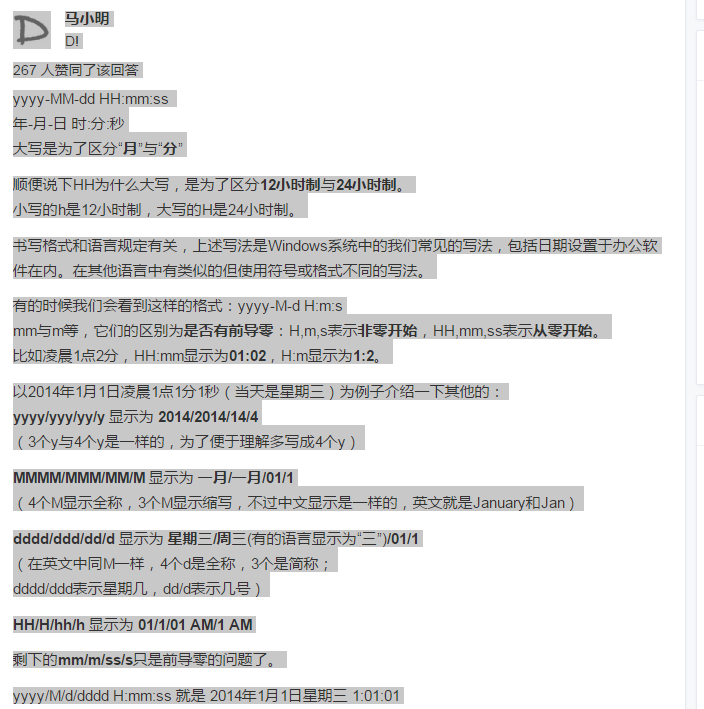 D
马小明
D!
267 人赞同了该回答
yyyy-MM-dd HH:mm:ss
年-月-日 时:分:秒
大写是为了区分“月”与“分”
顺便说下HH为什么大写，是为了区分12小时制与24小时制。
小写的h是12小时制，大写的H是24小时制。
书写格式和语言规定有关，上述写法是Windows系统中的我们常见的写法，包括日期设置于办公软
件在内。在其他语言中有类似的但使用符号或格式不同的写法。
有的时候我们会看到这样的格式：yyyy-M-d H:m:s
mm与m等，它们的区别为是否有前导零：H,m,s表示非零开始，HH,mm,ss表示从零开始。
比如凌晨1点2分，HH:mm显示为01:02，H:m显示为1:2。
以2014年1月1日凌晨1点1分1秒（当天是星期三）为例子介绍一下其他的：
yyyy/yyy/yy/y 显示为 2014/2014/14/4
（3个y与4个y是一样的，为了便于理解多写成4个y）
MMMM/MMM/MM/M 显示为 一月/一月/01/1
（4个M显示全称，3个M显示缩写，不过中文显示是一样的，英文就是January和Jan）
dddd/ddd/dd/d 显示为 星期三/周三(有的语言显示为“三”)/01/1
（在英文中同M一样，4个d是全称，3个是简称；
dddd/ddd表示星期几，dd/d表示几号）
HH/H/hh/h 显示为 01/1/01 AM/1 AM
剩下的mm/m/ss/s只是前导零的问题了。
yyyy/M/d/dddd H:mm:ss 就是 2014年1月1日星期三 1:01:01